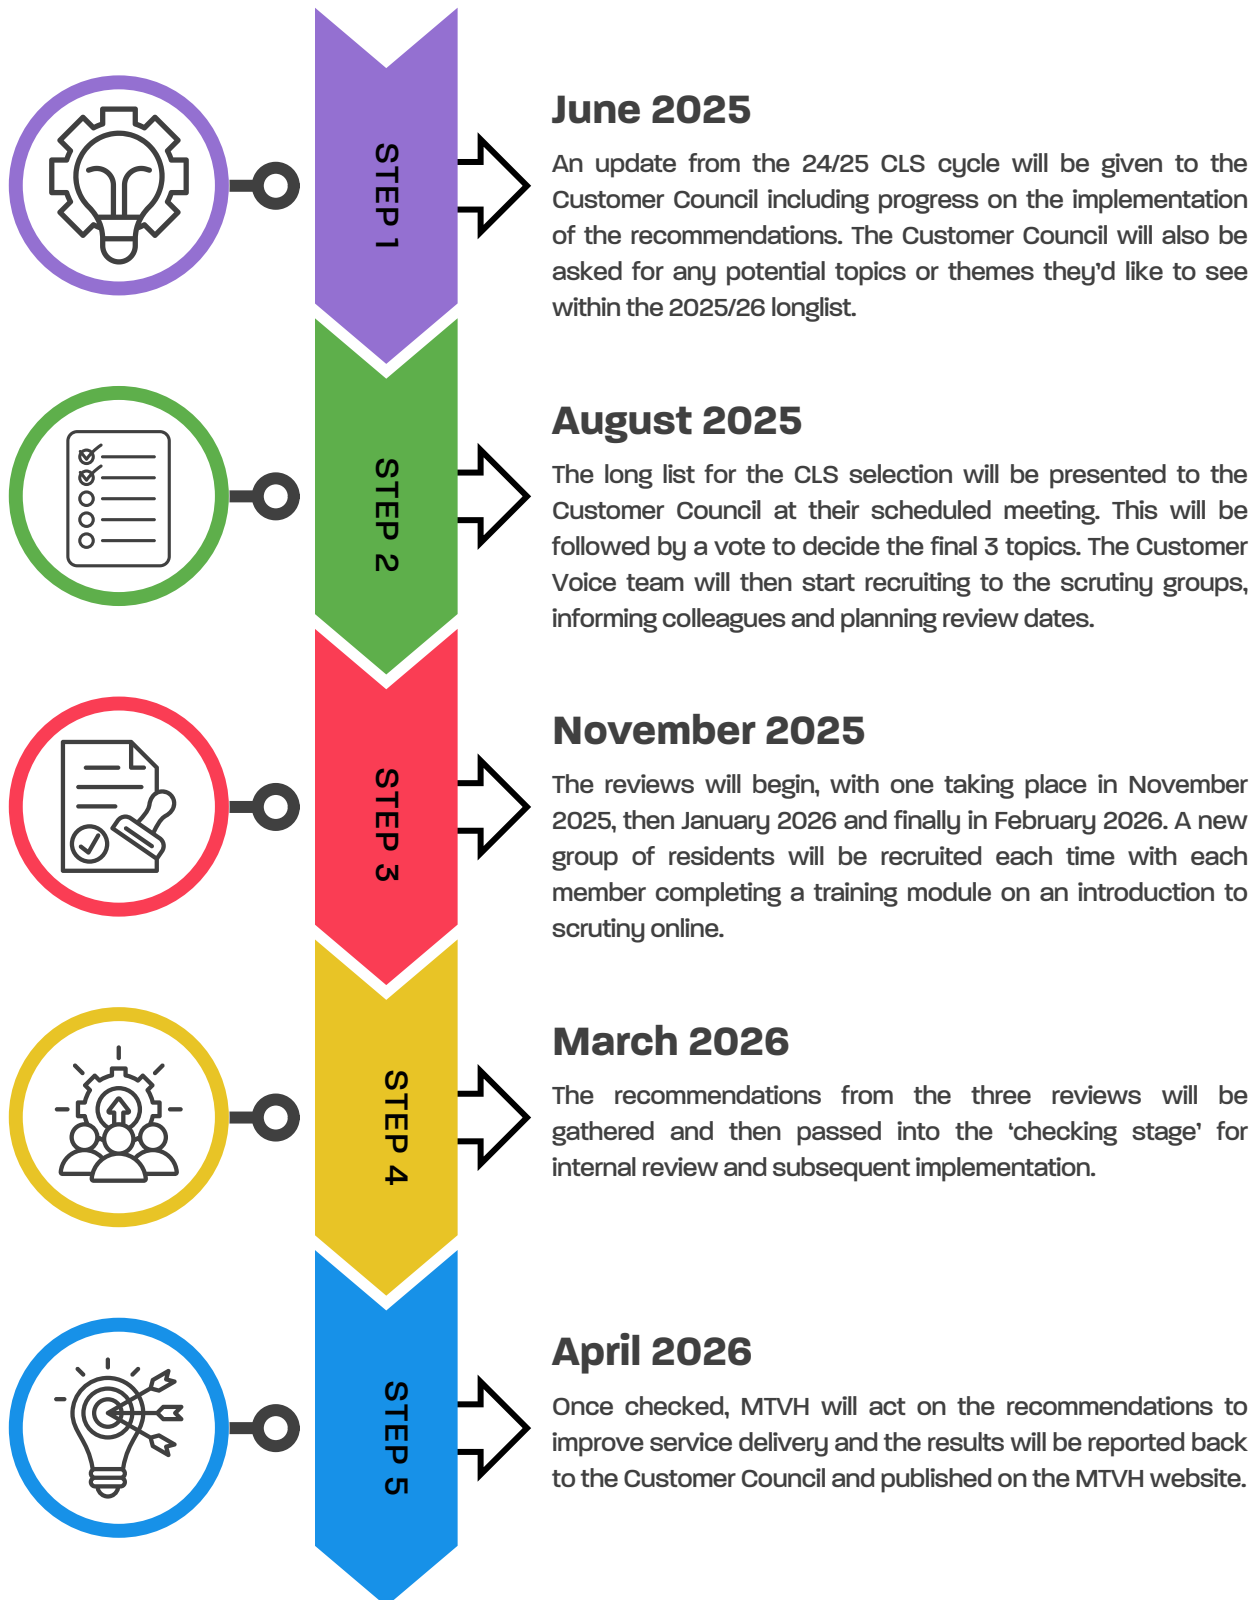 STEP 1
June 2025
An update from the 24/25 CLS cycle will be given to the
Customer Council including progress on the implementation
of the recommendations. The Customer Council will also be
asked for any potential topics or themes they’d like to see
within the 2025/26 longlist.
STEP 2
August 2025
The long list for the CLS selection will be presented to the
Customer Council at their scheduled meeting. This will be
followed by a vote to decide the final 3 topics. The Customer
Voice team will then start recruiting to the scrutiny groups,
informing colleagues and planning review dates.
STEP 3
November 2025
The reviews will begin, with one taking place in November
2025, then January 2026 and finally in February 2026. A new
group of residents will be recruited each time with each
member completing a training module on an introduction to
scrutiny online.
STEP 4
March 2026
The recommendations from the three reviews will be
gathered and then passed into the ‘checking stage’ for
internal review and subsequent implementation.
STEP 5
April 2026
Once checked, MTVH will act on the recommendations to
improve service delivery and the results will be reported back
to the Customer Council and published on the MTVH website.